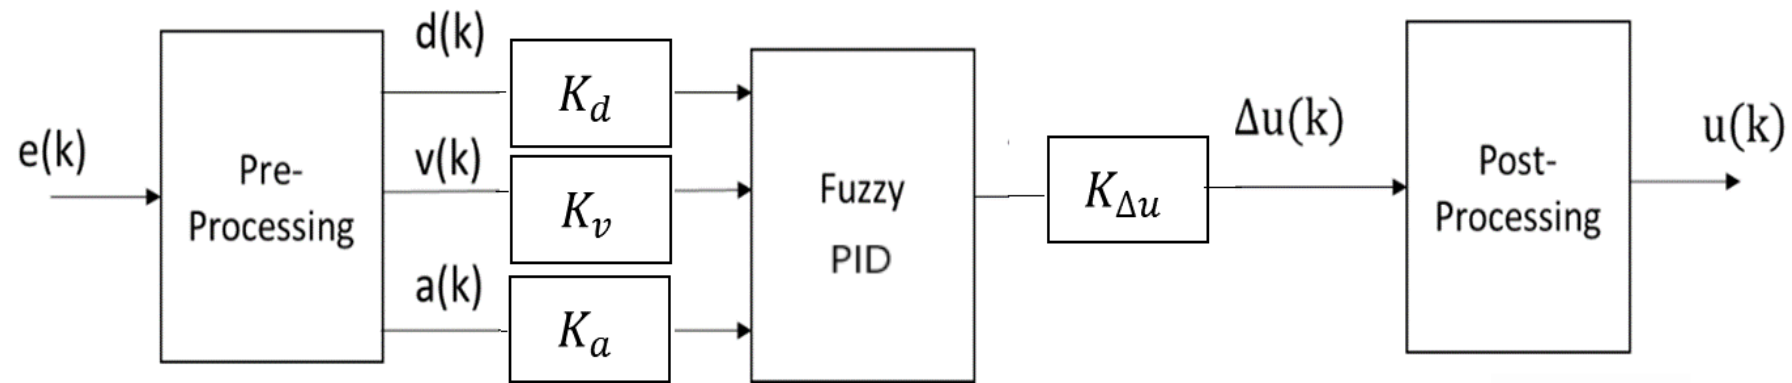 e(k)
Pre-
Processing
d(k)
v(k)
a(k)
K_d
K_v
K_a
Fuzzy
PID
K_Δu
Δu(k)
Post-
Processing
u(k)